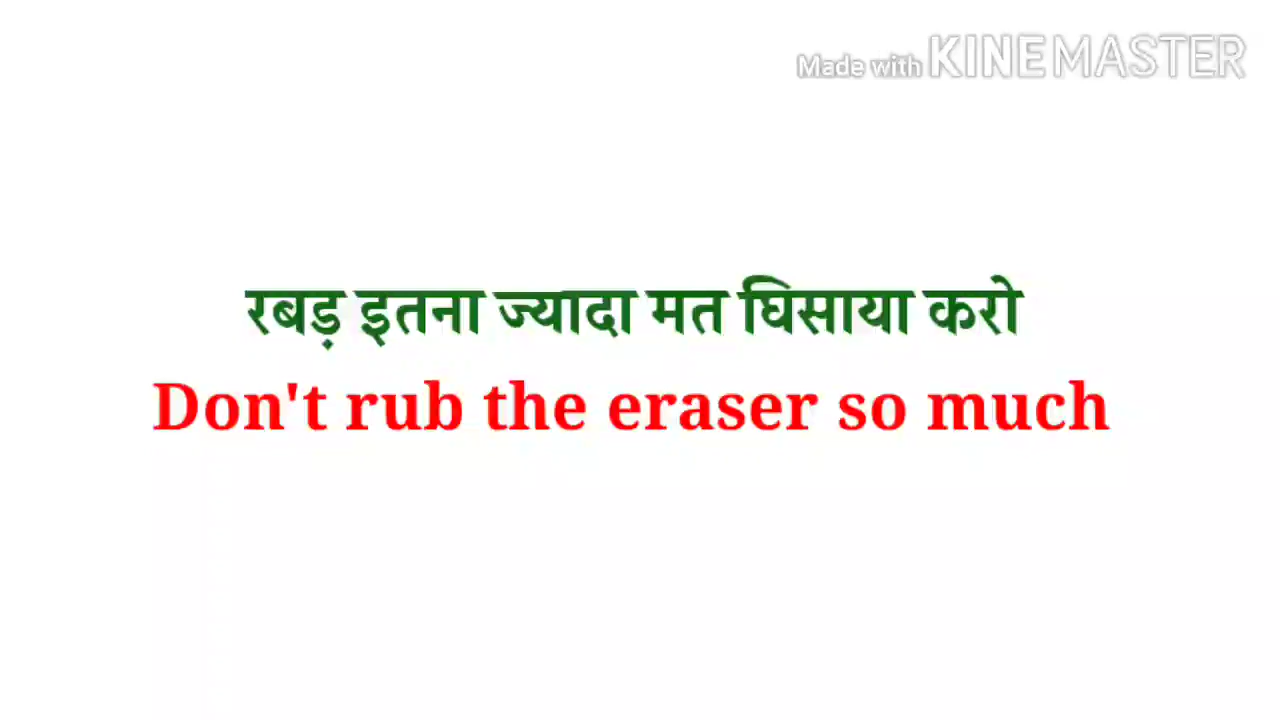 Made with KINEMASTER
रबड़ इतना ज्यादा मत घिसाया करो
Don't rub the eraser so much